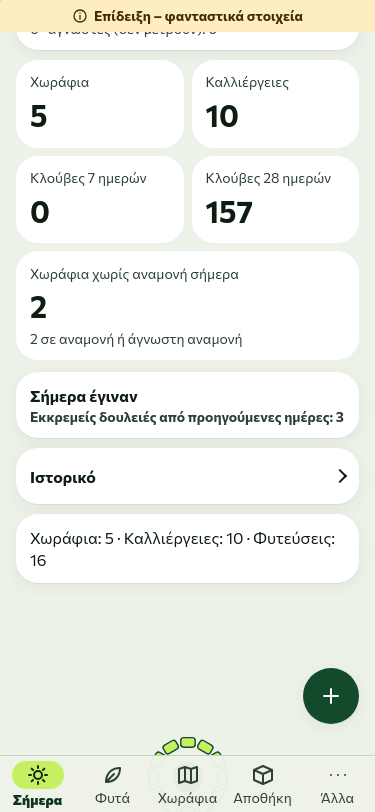 Επίδειξη – φανταστικά στοιχεία
Χωράφια
5
Καλλιέργειες
10
Κλούβες 7 ημερών
0
Κλούβες 28 ημερών
157
Χωράφια χωρίς αναμονή σήμερα
2
2 σε αναμονή ή άγνωστη αναμονή
Σήμερα έγιναν
Εκκρεμείς δουλειές από προηγούμενες ημέρες: 3
Ιστορικό
Χωράφια: 5 · Καλλιέργειες: 10 · Φυτεύσεις:
16
Σήμερα
Φυτά
Χωράφια
Αποθήκη
Άλλα